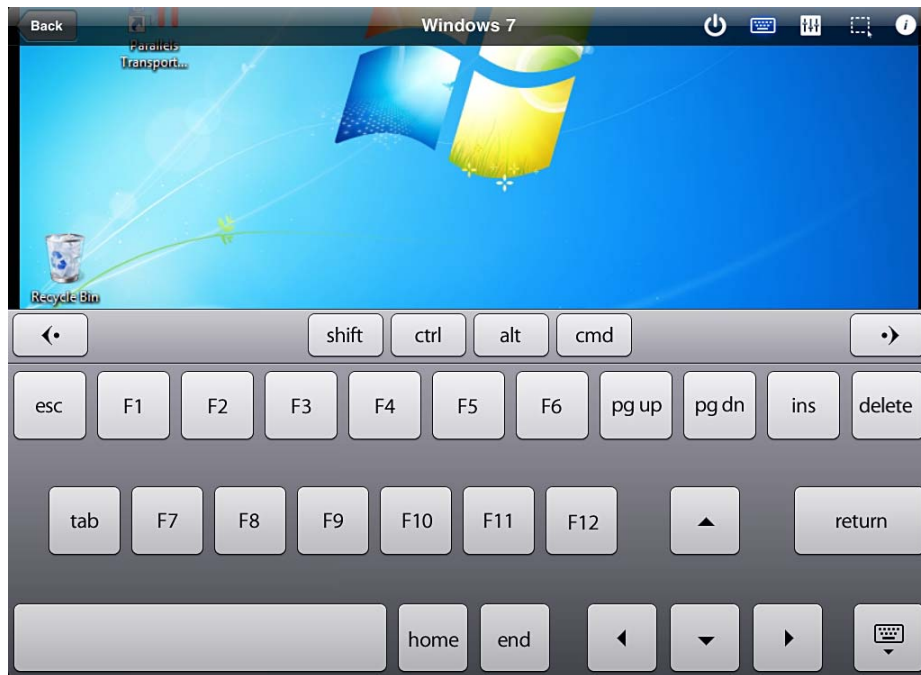 Back
Windows 7
i
Parallels
Transport...
Recycle Bin
shift ctrl alt cmd
esc F1 F2 F3 F4 F5 F6 pg up pg dn ins delete
tab F7 F8 F9 F10 F11 F12 return
home end